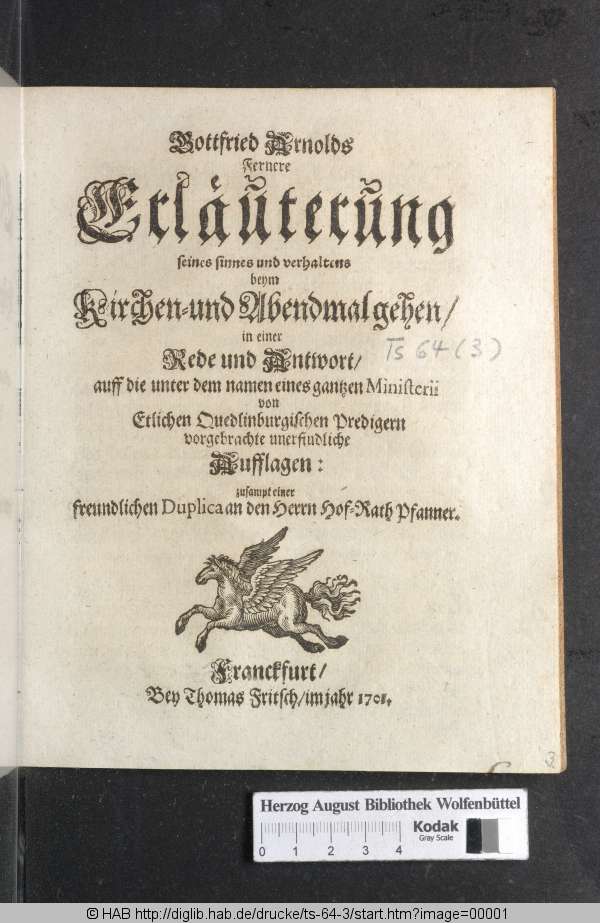 Gottfried Arnolds
Fernere
Erläuterung
seines sinnes und verhaltens
beym
Kirchen-und Abendmal gehen/
in einer
Rede und Antwort/
Ts 64 (3)
auff die unter dem namen eines gantzen Ministerii
von
Etlichen Quedlinburgischen Predigern
vorgebrachte unerfindliche
Aufflagen:
zusampt einer
freundlichen Duplica an den Herrn Hof-Rath Pfanner.
Franckfurt/
Bey Thomas Fritsch/ im jahr 1701.
3.
Herzog August Bibliothek Wolfenbüttel
0 1 2 3 4
Kodak
Gray Scale
© HAB http://diglib.hab.de/drucke/ts-64-3/start.htm?image=00001